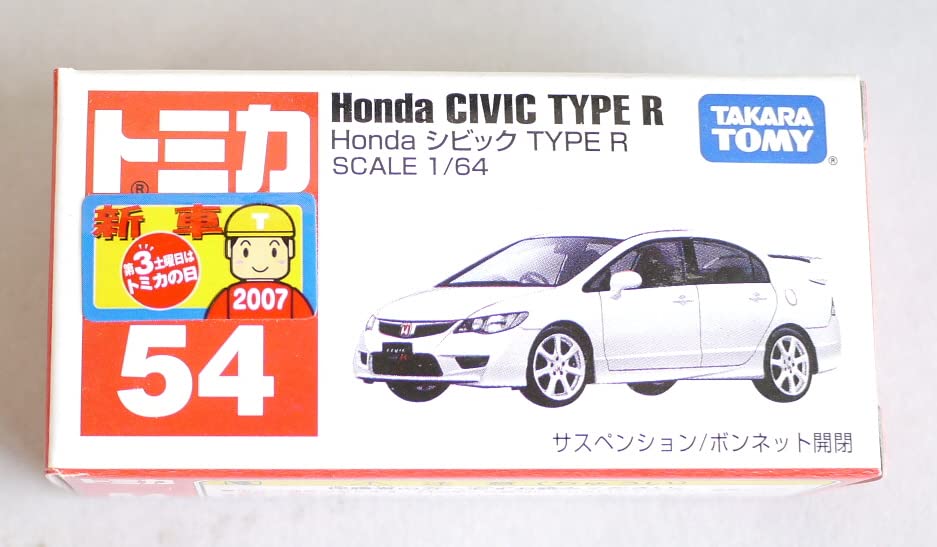 トミカ
®
新車
第3土曜日は
トミカの日
T
2007
54
Honda CIVIC TYPE R
Honda シビック TYPE R
SCALE 1/64
TAKARA
TOMY
®
CIVIC
サスペンション/ボンネット開閉